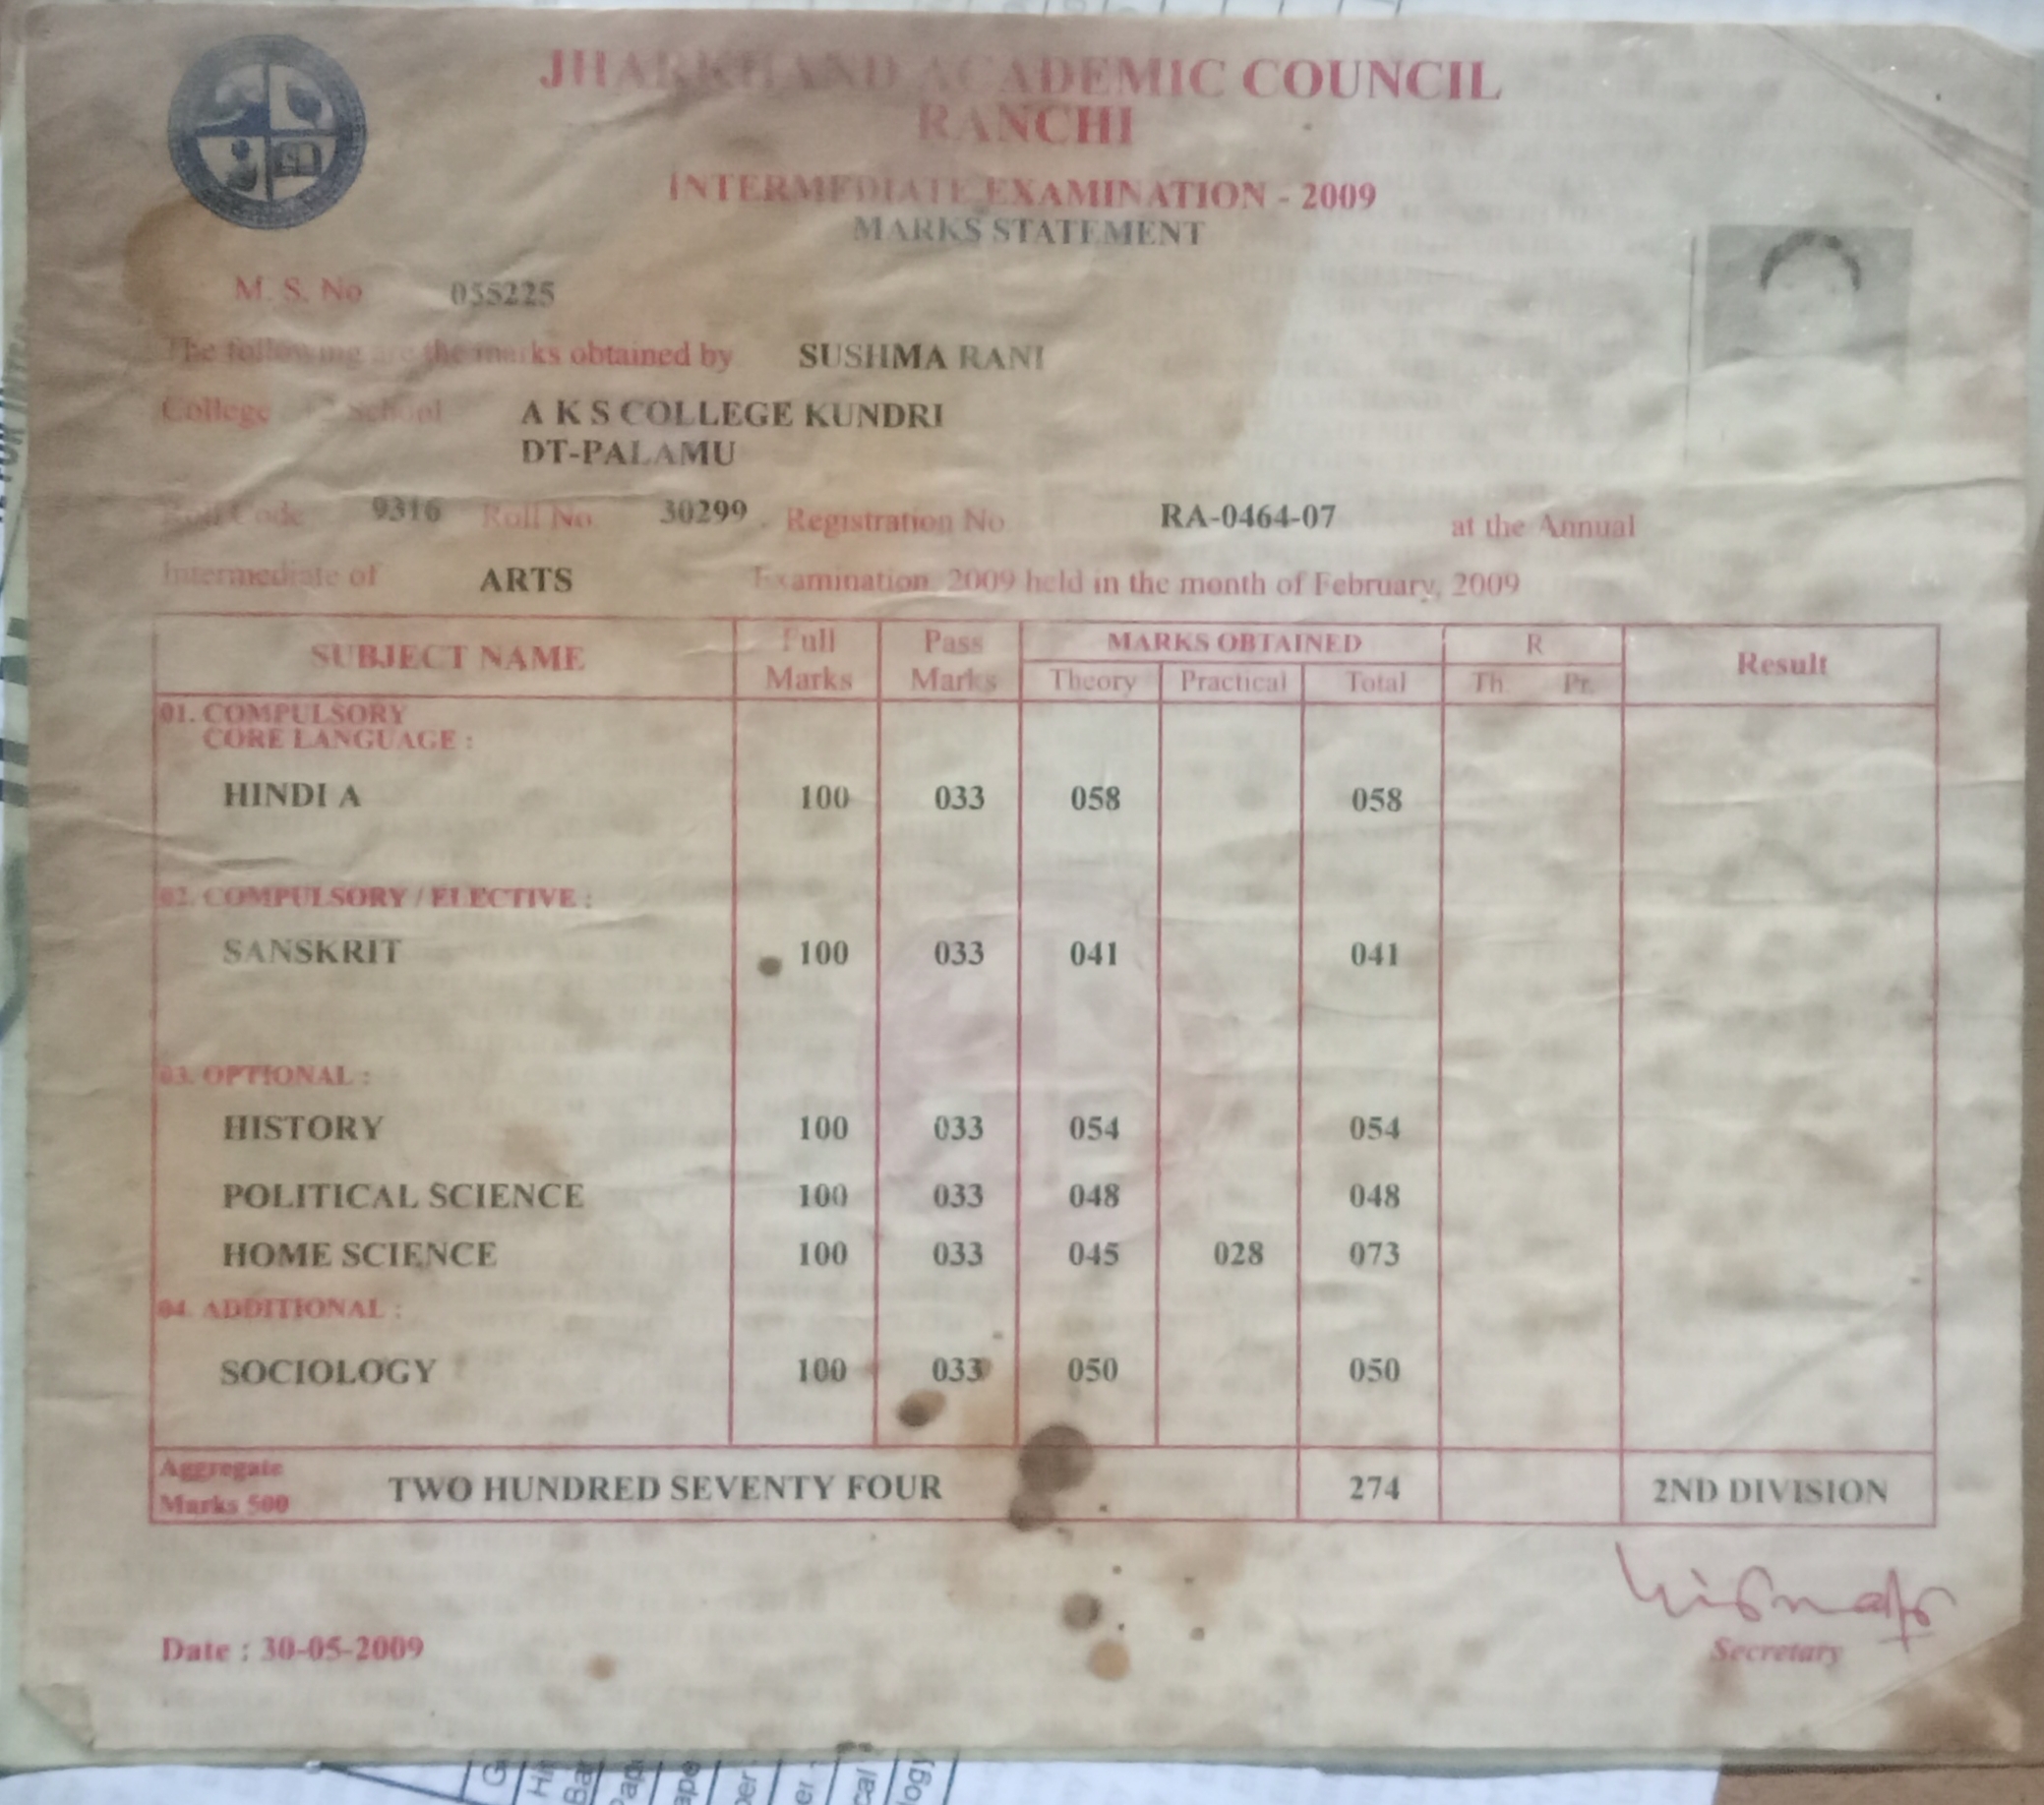 JHARKHAND ACADEMIC COUNCIL
RANCHI
INTERMEDIATE EXAMINATION - 2009
MARKS STATEMENT
M. S. No 055225
The following are the marks obtained by SUSHMA RANI
College School A K S COLLEGE KUNDRI
DT-PALAMU
Roll Code 9316 Roll No. 30299 Registration No RA-0464-07 at the Annual
Intermediate of ARTS Examination, 2009 held in the month of February, 2009
SUBJECT NAME Full Marks Pass Marks MARKS OBTAINED R Result
Theory Practical Total Th. Pr.
01. COMPULSORY
CORE LANGUAGE :
HINDI A 100 033 058 058
02. COMPULSORY / ELECTIVE :
SANSKRIT 100 033 041 041
03. OPTIONAL :
HISTORY 100 033 054 054
POLITICAL SCIENCE 100 033 048 048
HOME SCIENCE 100 033 045 028 073
04. ADDITIONAL :
SOCIOLOGY 100 033 050 050
Aggregate
Marks 500 TWO HUNDRED SEVENTY FOUR 274 2ND DIVISION
Date : 30-05-2009
Secretary